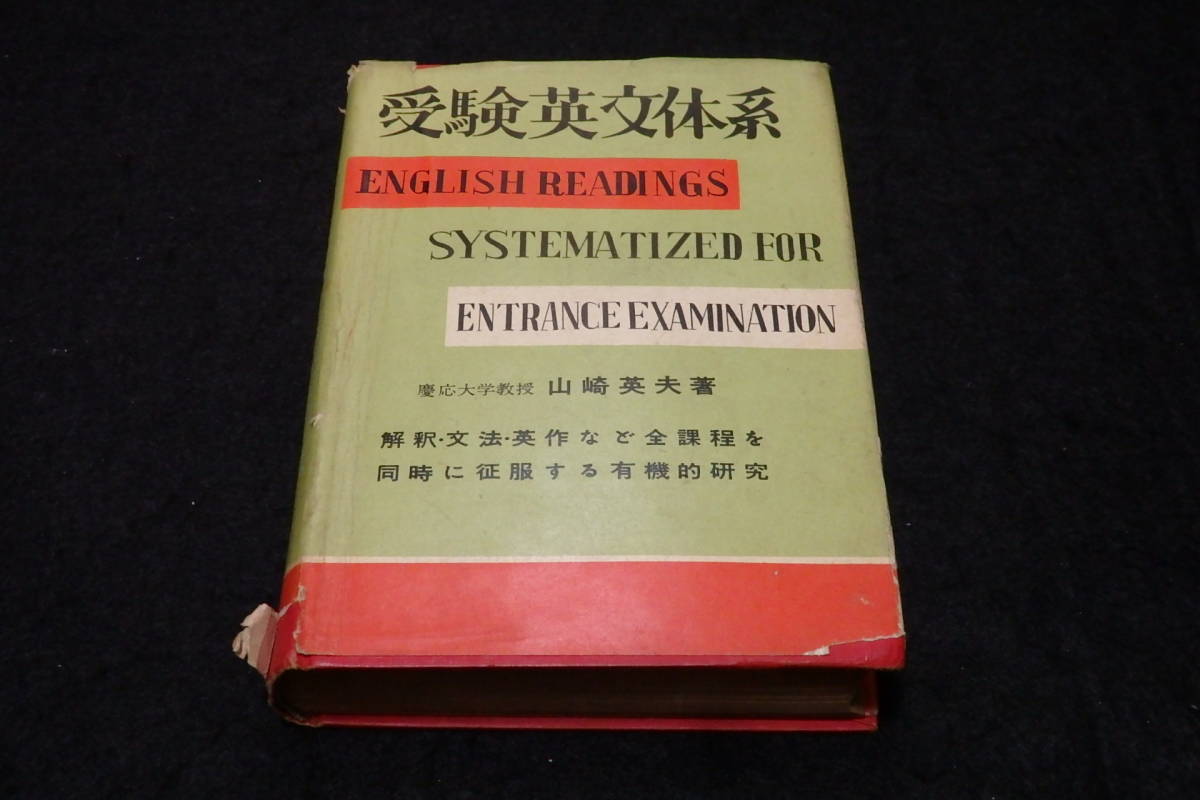 受験英文体系
ENGLISH READINGS
SYSTEMATIZED FOR
ENTRANCE EXAMINATION
慶応大学教授 山崎英夫著
解釈・文法・英作など全課程を
同時に征服する有機的研究